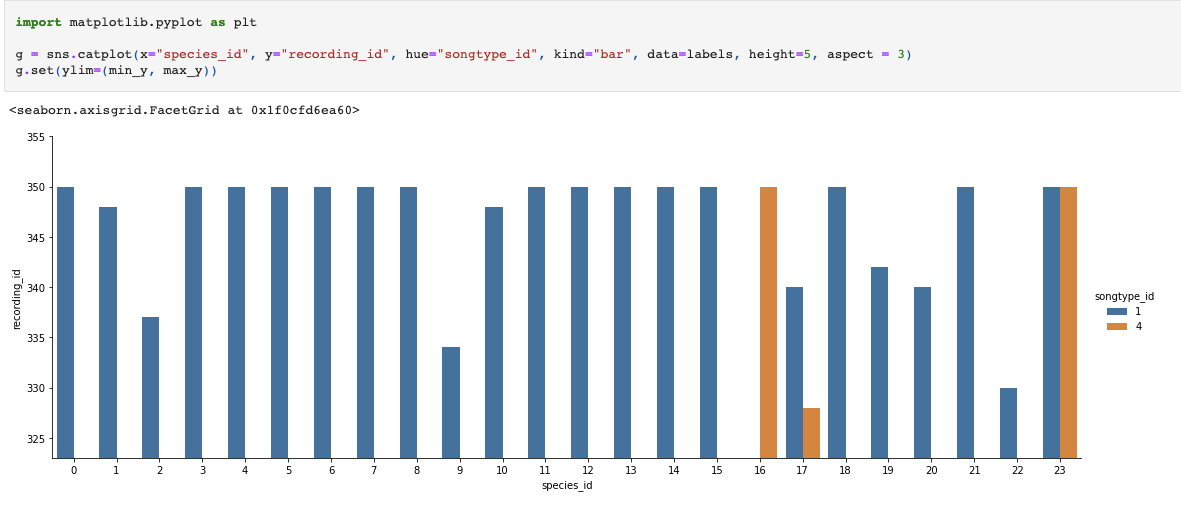 import matplotlib.pyplot as plt
g = sns.catplot(x="species_id", y="recording_id", hue="songtype_id", kind="bar", data=labels, height=5, aspect = 3)
g.set(ylim=(min_y, max_y))
<seaborn.axisgrid.FacetGrid at 0x1f0cfd6ea60>
355
350
345
340
335
330
325
recording_id
0 1 2 3 4 5 6 7 8 9 10 11 12 13 14 15 16 17 18 19 20 21 22 23
species_id
songtype_id
1
4